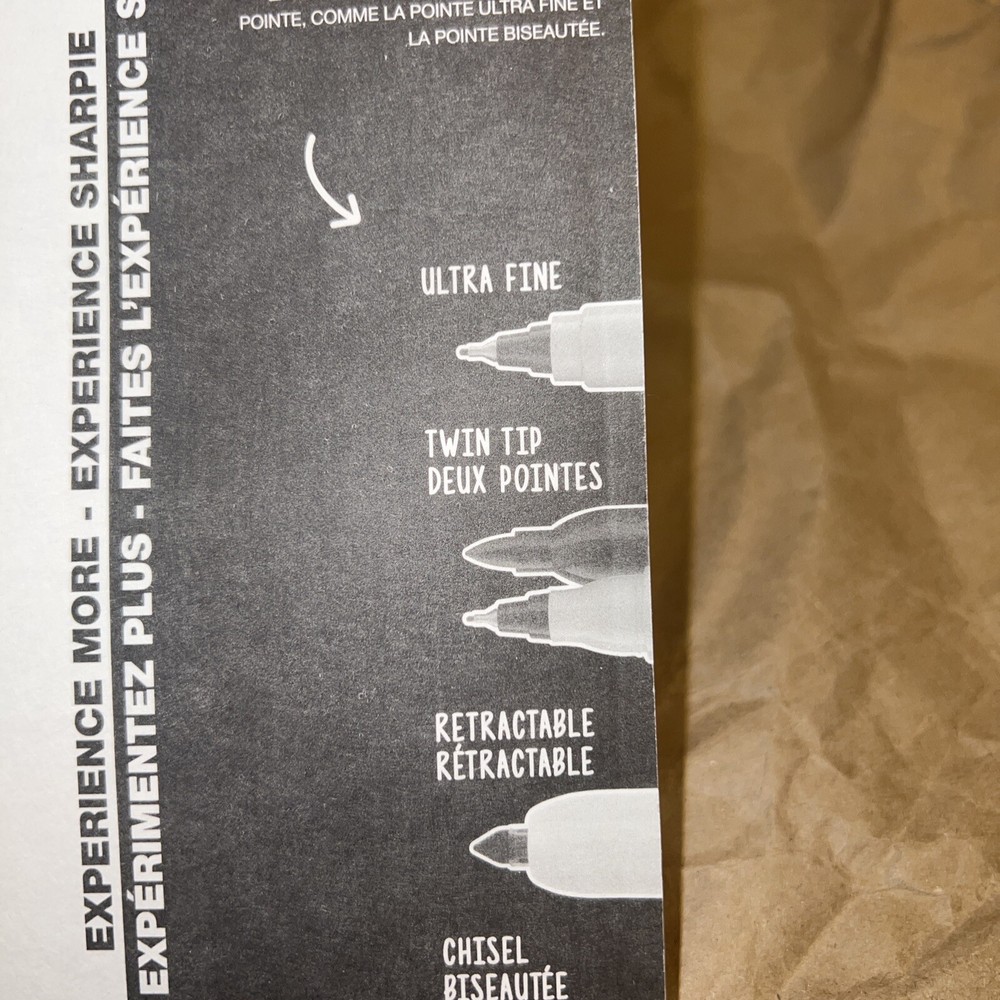 POINTE, COMME LA POINTE ULTRA FINE ET
LA POINTE BISEAUTÉE.
EXPERIENCE MORE - EXPERIENCE SHARPIE
EXPÉRIMENTEZ PLUS - FAITES L'EXPÉRIENCE S
ULTRA FINE
TWIN TIP
DEUX POINTES
RETRACTABLE
RÉTRACTABLE
CHISEL
BISEAUTÉE